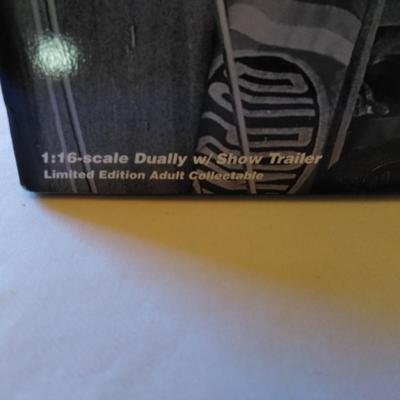 1:16-scale Dually w/ Show Trailer
Limited Edition Adult Collectable